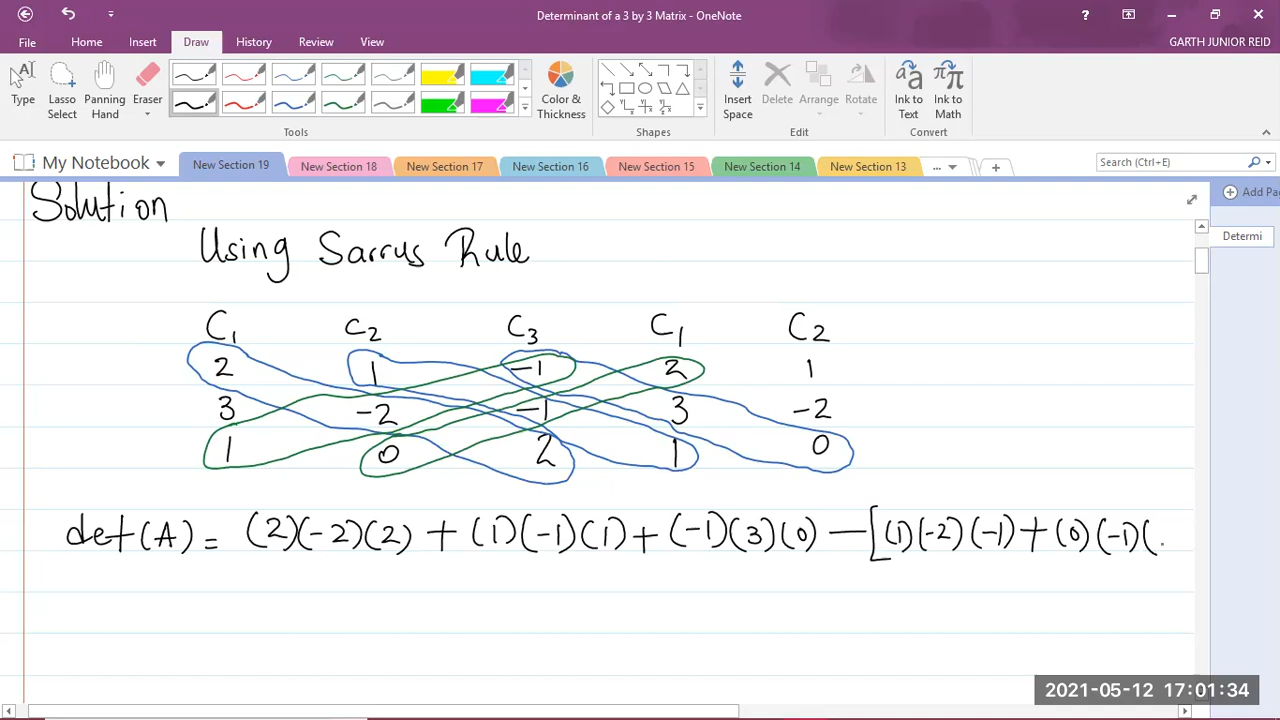 Determinant of a 3 by 3 Matrix - OneNote
File Home Insert Draw History Review View GARTH JUNIOR REID
Type Lasso Select Panning Hand Eraser Color & Thickness Insert Space Delete Arrange Rotate Ink to Text Ink to Math
Tools Shapes Edit Convert
My Notebook New Section 19 New Section 18 New Section 17 New Section 16 New Section 15 New Section 14 New Section 13 ... + Search (Ctrl+E)
Add Pa
Determi
Solution
Using Sarrus Rule
C₁ C₂ C₃ C₁ C₂
2 1 -1 2 1
3 -2 -1 3 -2
1 0 2 1 0
det(A) = (2)(-2)(2) + (1)(-1)(1) + (-1)(3)(0) - [(1)(-2)(-1) + (0)(-1)(
2021-05-12 17:01:34